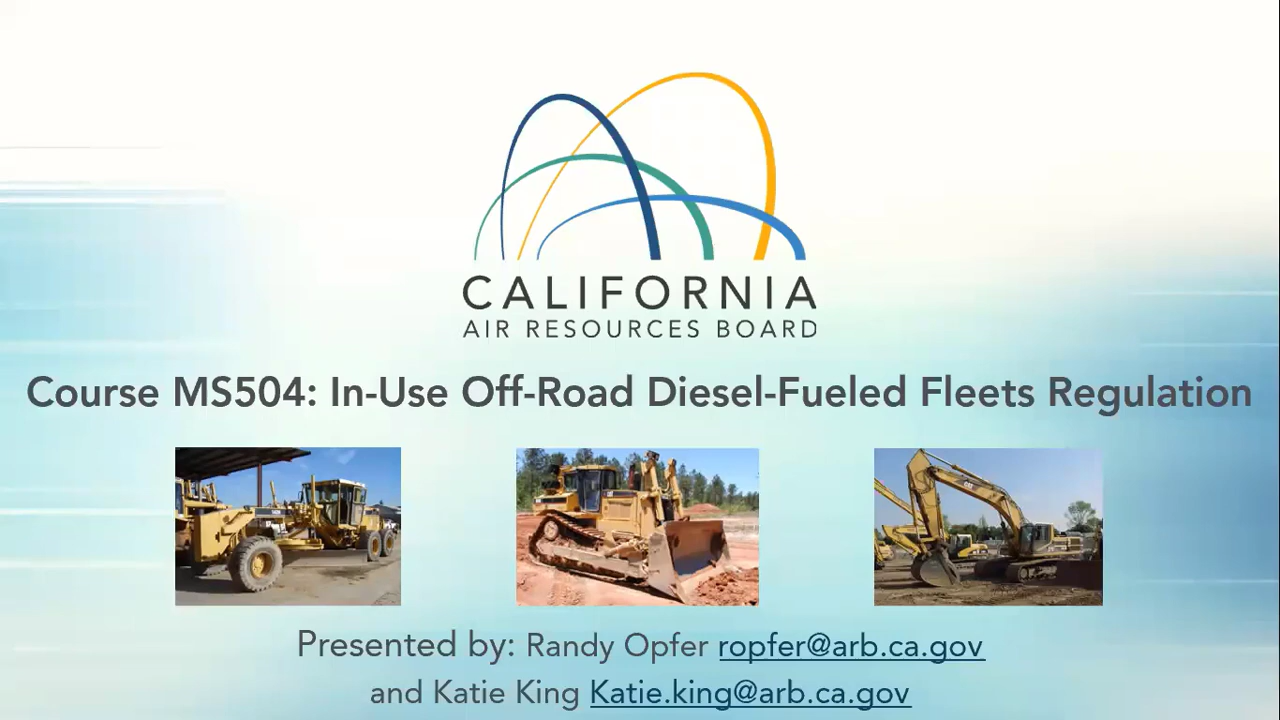 CALIFORNIA
AIR RESOURCES BOARD
Course MS504: In-Use Off-Road Diesel-Fueled Fleets Regulation
Presented by: Randy Opfer ropfer@arb.ca.gov
and Katie King Katie.king@arb.ca.gov